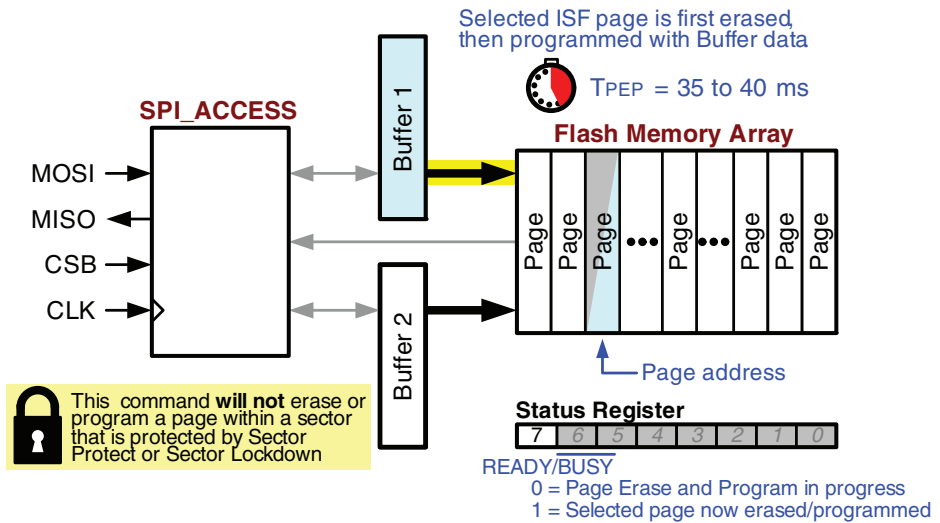 Selected ISF page is first erased,
then programmed with Buffer data
TPEP = 35 to 40 ms
SPI_ACCESS
Flash Memory Array
MOSI
MISO
CSB
CLK
Buffer 1
Buffer 2
Page
Page
Page
•••
Page
•••
Page
Page
Page
Page address
This command will not erase or
program a page within a sector
that is protected by Sector
Protect or Sector Lockdown
Status Register
7 6 5 4 3 2 1 0
READY/BUSY
0 = Page Erase and Program in progress
1 = Selected page now erased/programmed